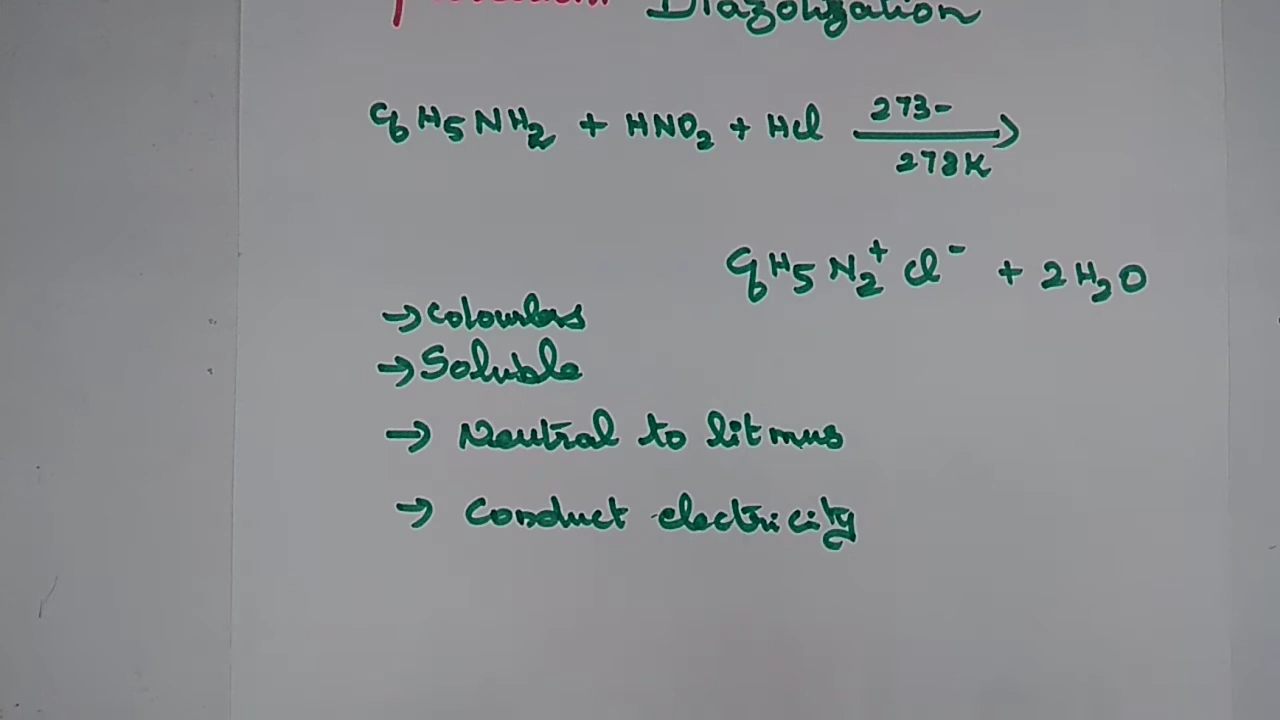 Diazotization
C6H5NH2 + HNO2 + HCl 273-
278K
C6H5N2+Cl- + 2H2O
→ Colourless
→ Soluble
→ Neutral to litmus
→ Conduct electricity